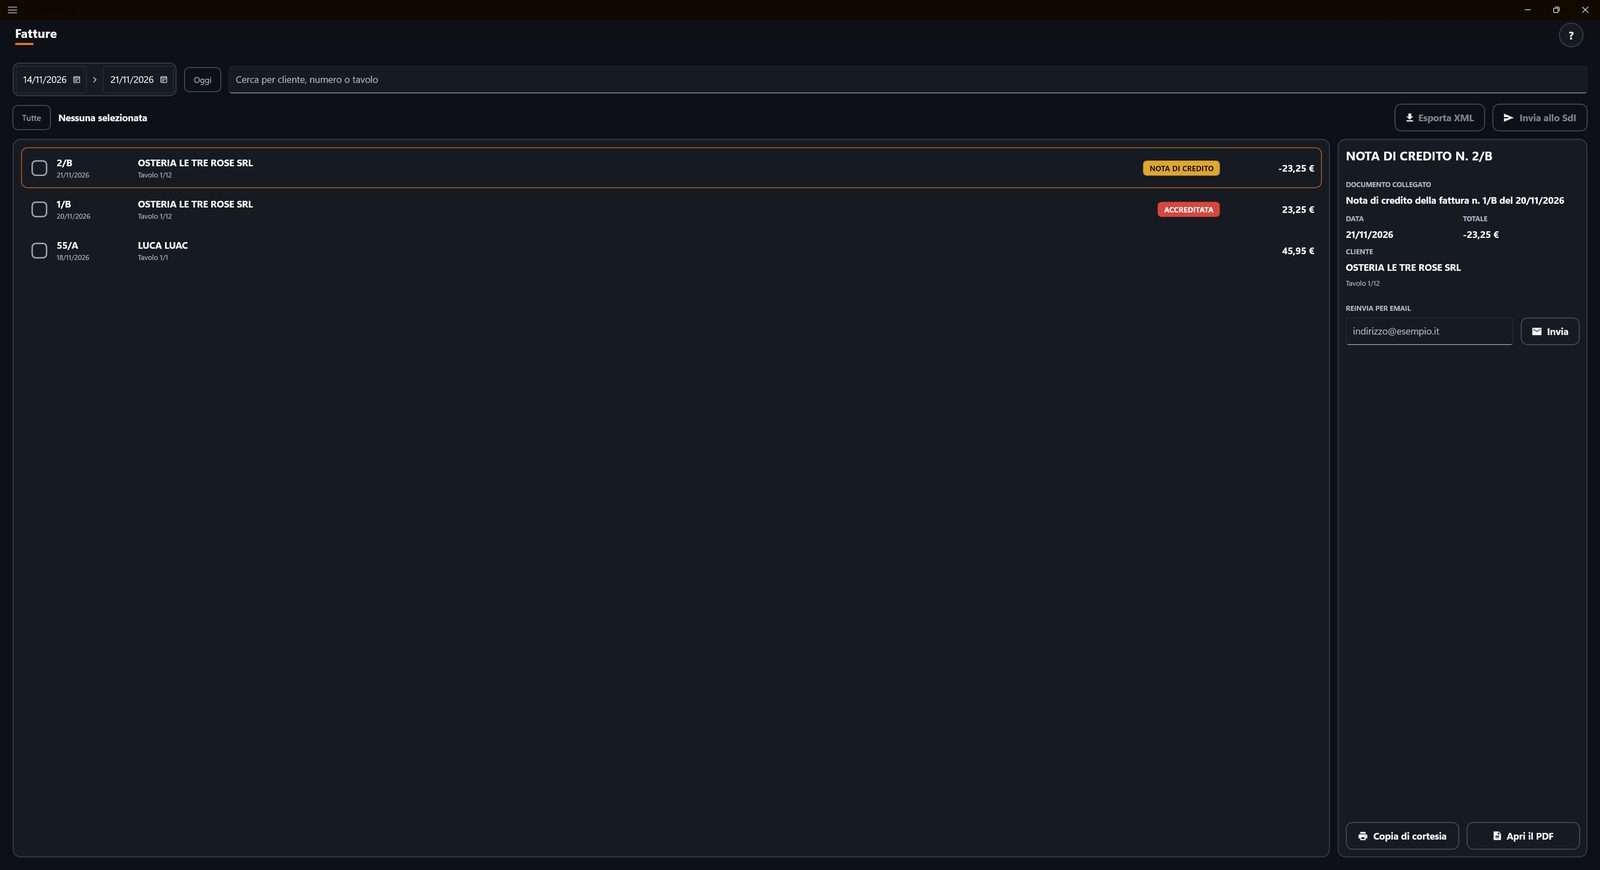 Fatture
?
14/11/2026 > 21/11/2026 Oggi Cerca per cliente, numero o tavolo
Tutte Nessuna selezionata Esporta XML Invia allo SdI
2/B OSTERIA LE TRE ROSE SRL NOTA DI CREDITO -23,25 €
21/11/2026 Tavolo 1/12
1/B OSTERIA LE TRE ROSE SRL ACCREDITATA 23,25 €
20/11/2026 Tavolo 1/12
55/A LUCA LUAC 45,95 €
18/11/2026 Tavolo 1/1
NOTA DI CREDITO N. 2/B
DOCUMENTO COLLEGATO
Nota di credito della fattura n. 1/B del 20/11/2026
DATA TOTALE
21/11/2026 -23,25 €
CLIENTE
OSTERIA LE TRE ROSE SRL
Tavolo 1/12
REINVIA PER EMAIL
indirizzo@esempio.it Invia
Copia di cortesia Apri il PDF